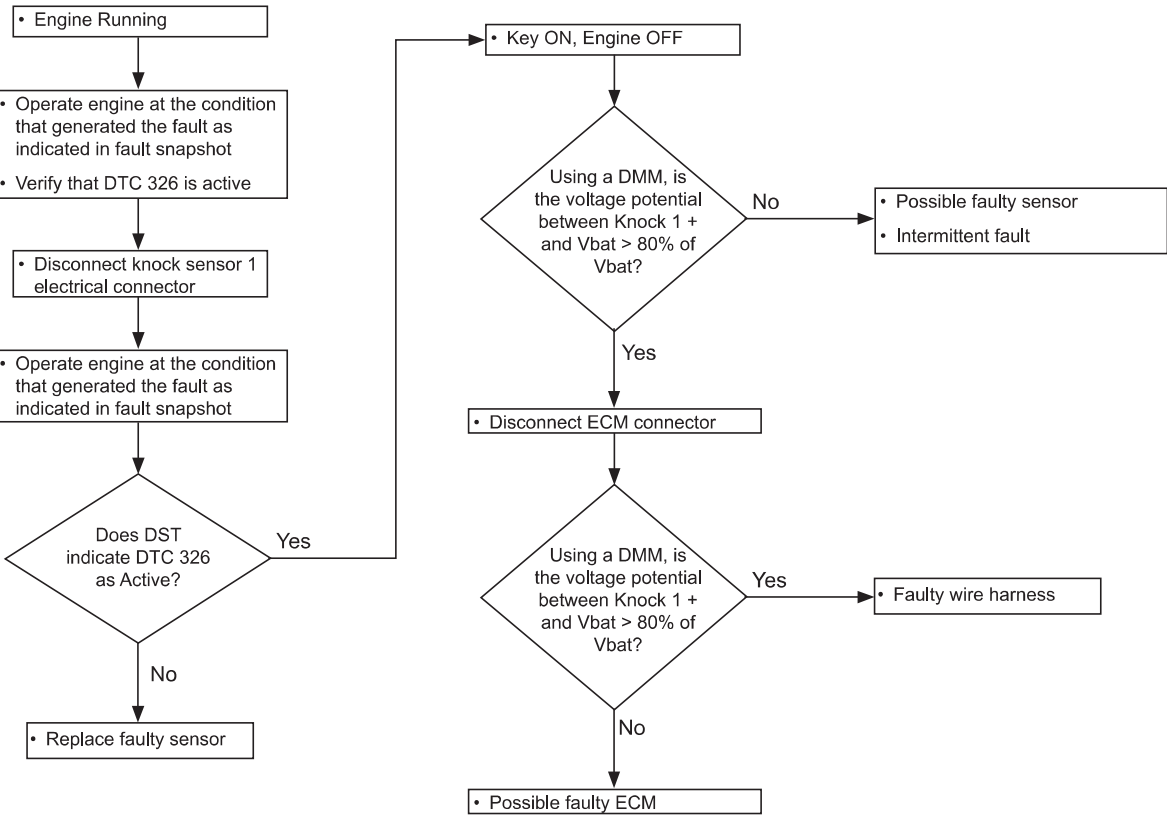 • Engine Running
• Operate engine at the condition
that generated the fault as
indicated in fault snapshot
• Verify that DTC 326 is active
• Disconnect knock sensor 1
electrical connector
• Operate engine at the condition
that generated the fault as
indicated in fault snapshot
Does DST
indicate DTC 326
as Active?
Yes
No
• Replace faulty sensor
• Key ON, Engine OFF
Using a DMM, is
the voltage potential
between Knock 1 +
and Vbat > 80% of
Vbat?
No
• Possible faulty sensor
• Intermittent fault
Yes
• Disconnect ECM connector
Using a DMM, is
the voltage potential
between Knock 1 +
and Vbat > 80% of
Vbat?
Yes
• Faulty wire harness
No
• Possible faulty ECM